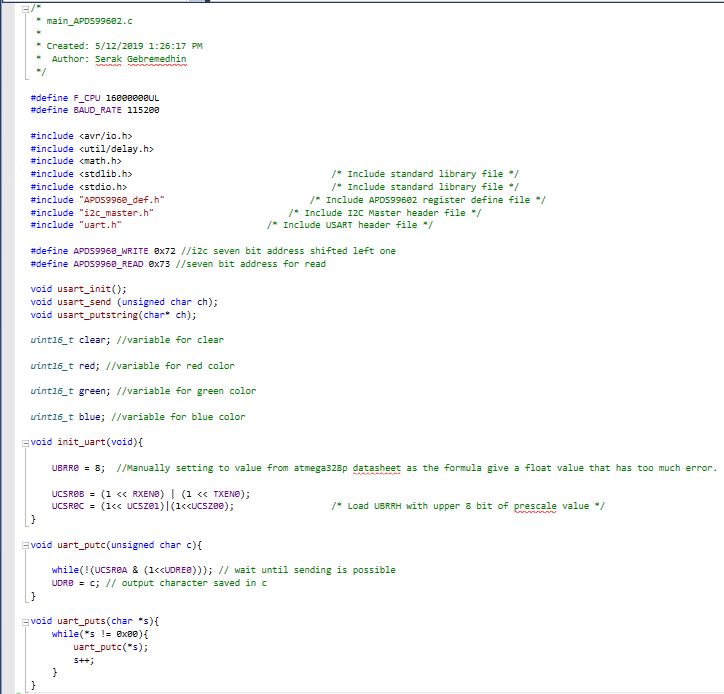 /*
 * main_APDS99602.c
 *
 * Created: 5/12/2019 1:26:17 PM
 *  Author: Serak Gebremedhin
 */
#define F_CPU 16000000UL
#define BAUD_RATE 115200
#include <avr/io.h>
#include <util/delay.h>
#include <math.h>
#include <stdlib.h> /* Include standard library file */
#include <stdio.h> /* Include standard library file */
#include "APDS9960_def.h" /* Include APDS99602 register define file */
#include "i2c_master.h" /* Include I2C Master header file */
#include "uart.h" /* Include USART header file */
#define APDS9960_WRITE 0x72 //i2c seven bit address shifted left one
#define APDS9960_READ 0x73 //seven bit address for read
void usart_init();
void usart_send (unsigned char ch);
void usart_putstring(char* ch);
uint16_t clear; //variable for clear
uint16_t red; //variable for red color
uint16_t green; //variable for green color
uint16_t blue; //variable for blue color
void init_uart(void){
    UBRR0 = 8;  //Manually setting to value from atmega328p datasheet as the formula give a float value that has too much error.
    UCSR0B = (1 << RXEN0) | (1 << TXEN0);
    UCSR0C = (1<< UCSZ01)|(1<<UCSZ00); /* Load UBRRH with upper 8 bit of prescale value */
}
void uart_putc(unsigned char c){
    while(!(UCSR0A & (1<<UDRE0))); // wait until sending is possible
    UDR0 = c; // output character saved in c
}
void uart_puts(char *s){
    while(*s != 0x00){
        uart_putc(*s);
        s++;
    }
}